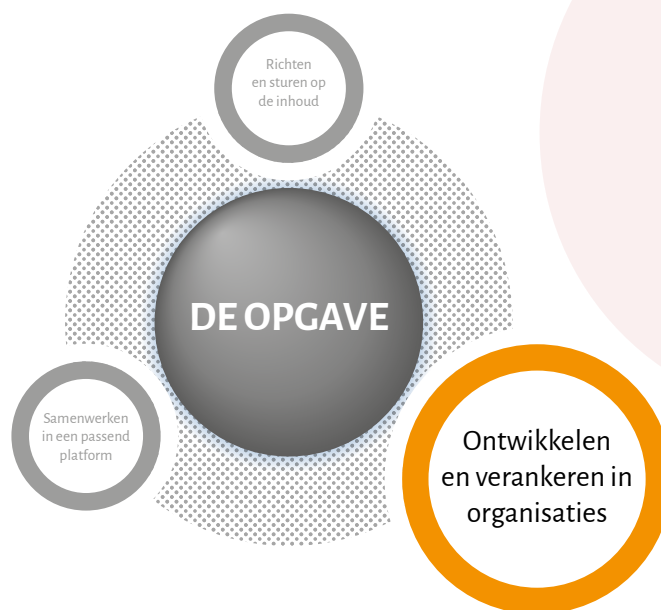 Richten
en sturen op
de inhoud
DE OPGAVE
Samenwerken
in een passend
platform
Ontwikkelen
en verankeren in
organisaties